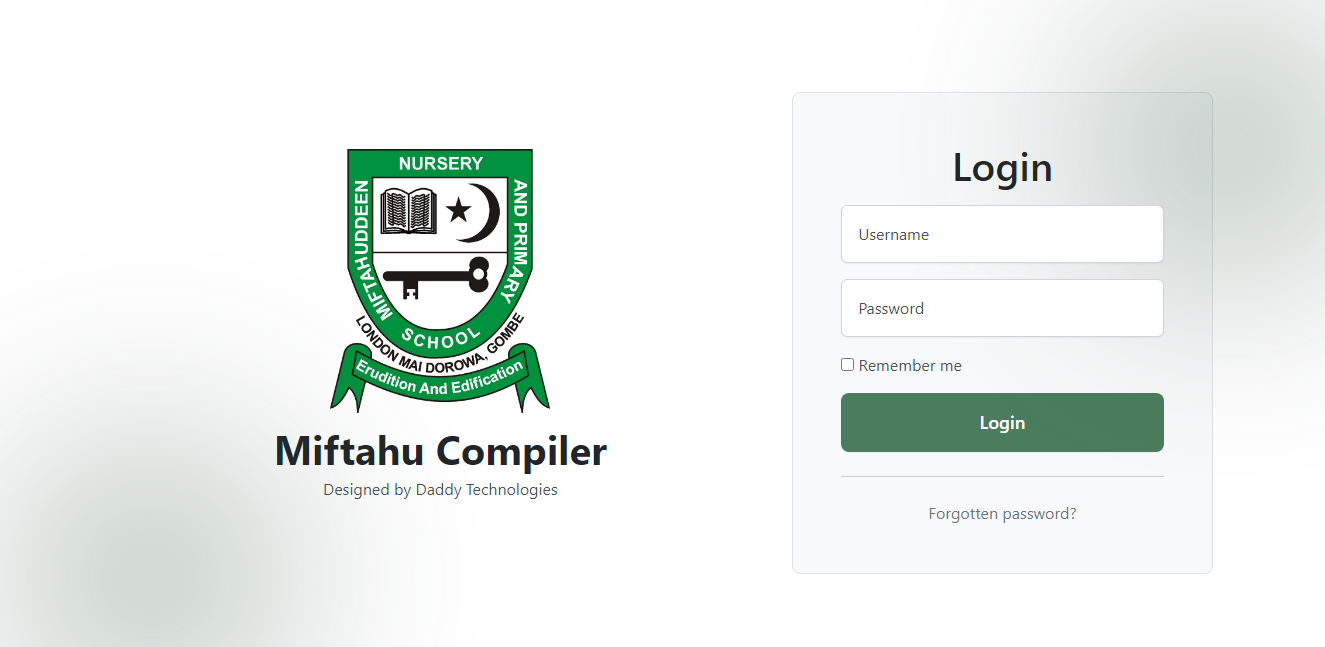 NURSERY
MIFTAHUDDEEN
AND PRIMARY
SCHOOL
LONDON MAI DOROWA, GOMBE
Erudition And Edification
Miftahu Compiler
Designed by Daddy Technologies
Login
Username
Password
Remember me
Login
Forgotten password?